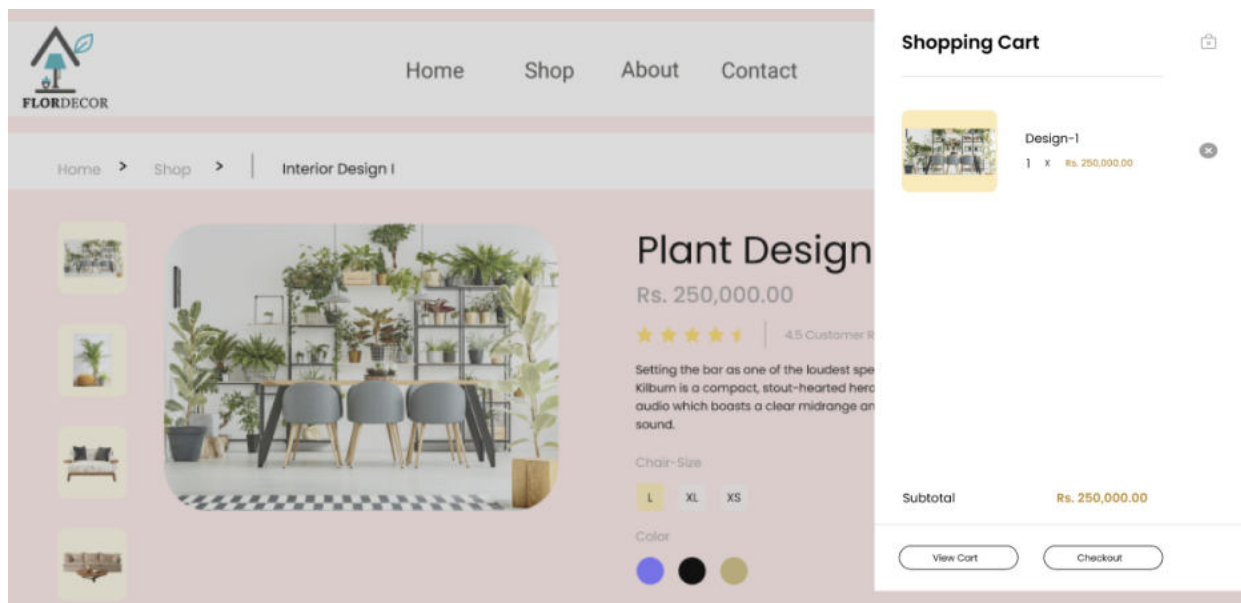 FLORDECOR
Home Shop About Contact
Home > Shop > Interior Design I
Plant Design
Rs. 250,000.00
4.5 Customer R
Setting the bar as one of the loudest spe
Kilburn is a compact, stout-hearted herc
audio which boasts a clear midrange an
sound.
Chair-Size
L XL XS
Color
Shopping Cart
Design-1
1 X Rs. 250,000.00
Subtotal Rs. 250,000.00
View Cart Checkout